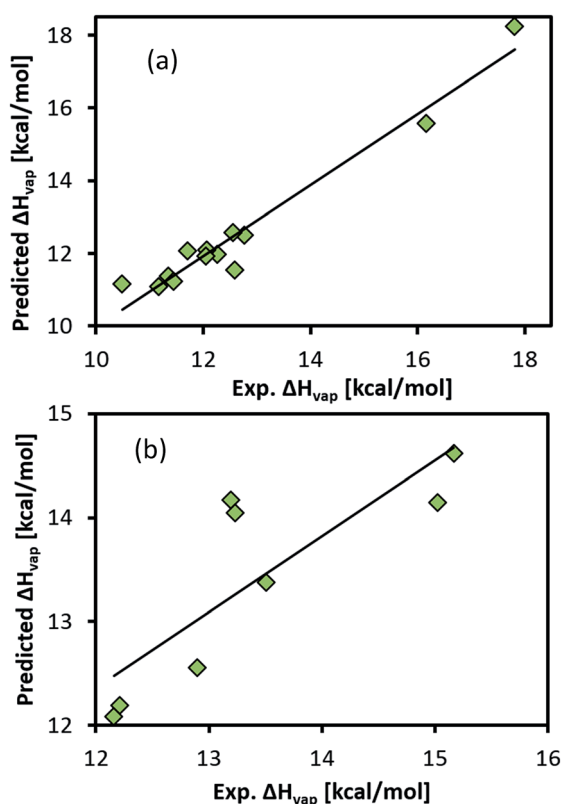 (a)
18
16
14
12
10
10 12 14 16 18
Predicted ΔHvap [kcal/mol]
Exp. ΔHvap [kcal/mol]
(b)
15
14
13
12
12 13 14 15 16
Predicted ΔHvap [kcal/mol]
Exp. ΔHvap [kcal/mol]